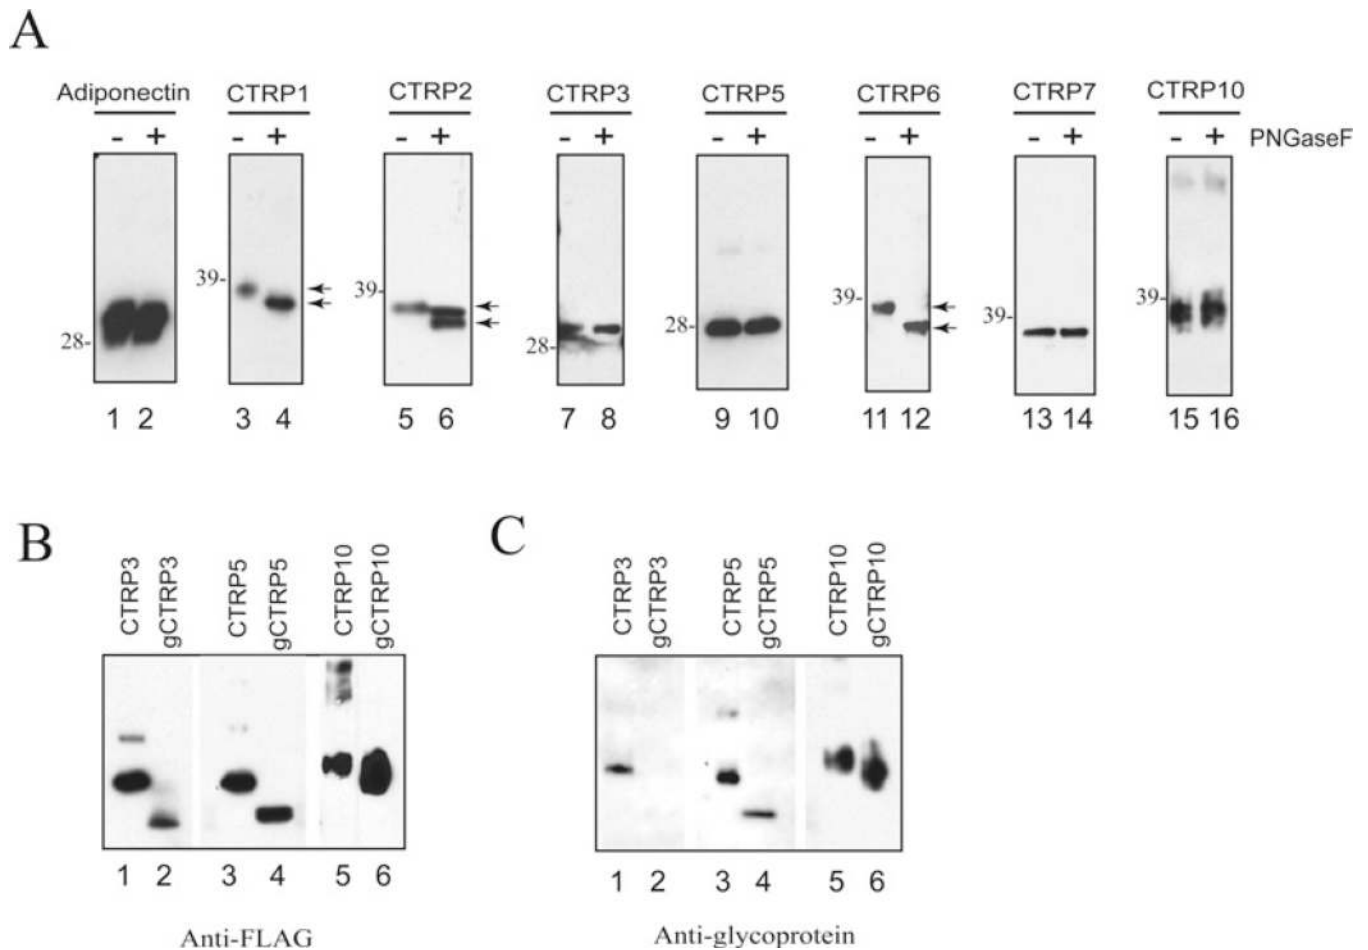 A
Adiponectin CTRP1 CTRP2 CTRP3 CTRP5 CTRP6 CTRP7 CTRP10
- + - + - + - + - + - + - + - + PNGaseF
39- 39- 39- 39- 39-
28- 28- 28-
1 2 3 4 5 6 7 8 9 10 11 12 13 14 15 16
B
CTRP3 gCTRP3 CTRP5 gCTRP5 CTRP10 gCTRP10
1 2 3 4 5 6
Anti-FLAG
C
CTRP3 gCTRP3 CTRP5 gCTRP5 CTRP10 gCTRP10
1 2 3 4 5 6
Anti-glycoprotein